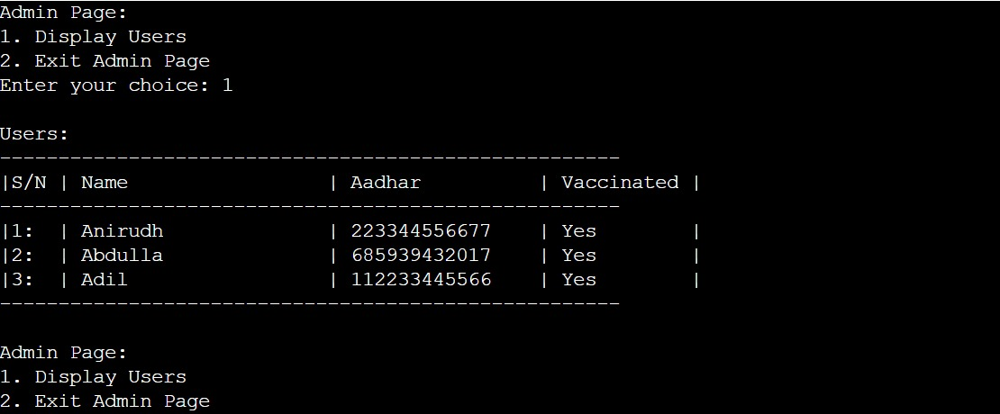 Admin Page:
1. Display Users
2. Exit Admin Page
Enter your choice: 1

Users:
-----------------------------------------------------
|S/N | Name                 | Aadhar          | Vaccinated |
-----------------------------------------------------
|1:  | Anirudh              | 223344556677    | Yes        |
|2:  | Abdulla              | 685939432017    | Yes        |
|3:  | Adil                 | 112233445566    | Yes        |
-----------------------------------------------------

Admin Page:
1. Display Users
2. Exit Admin Page